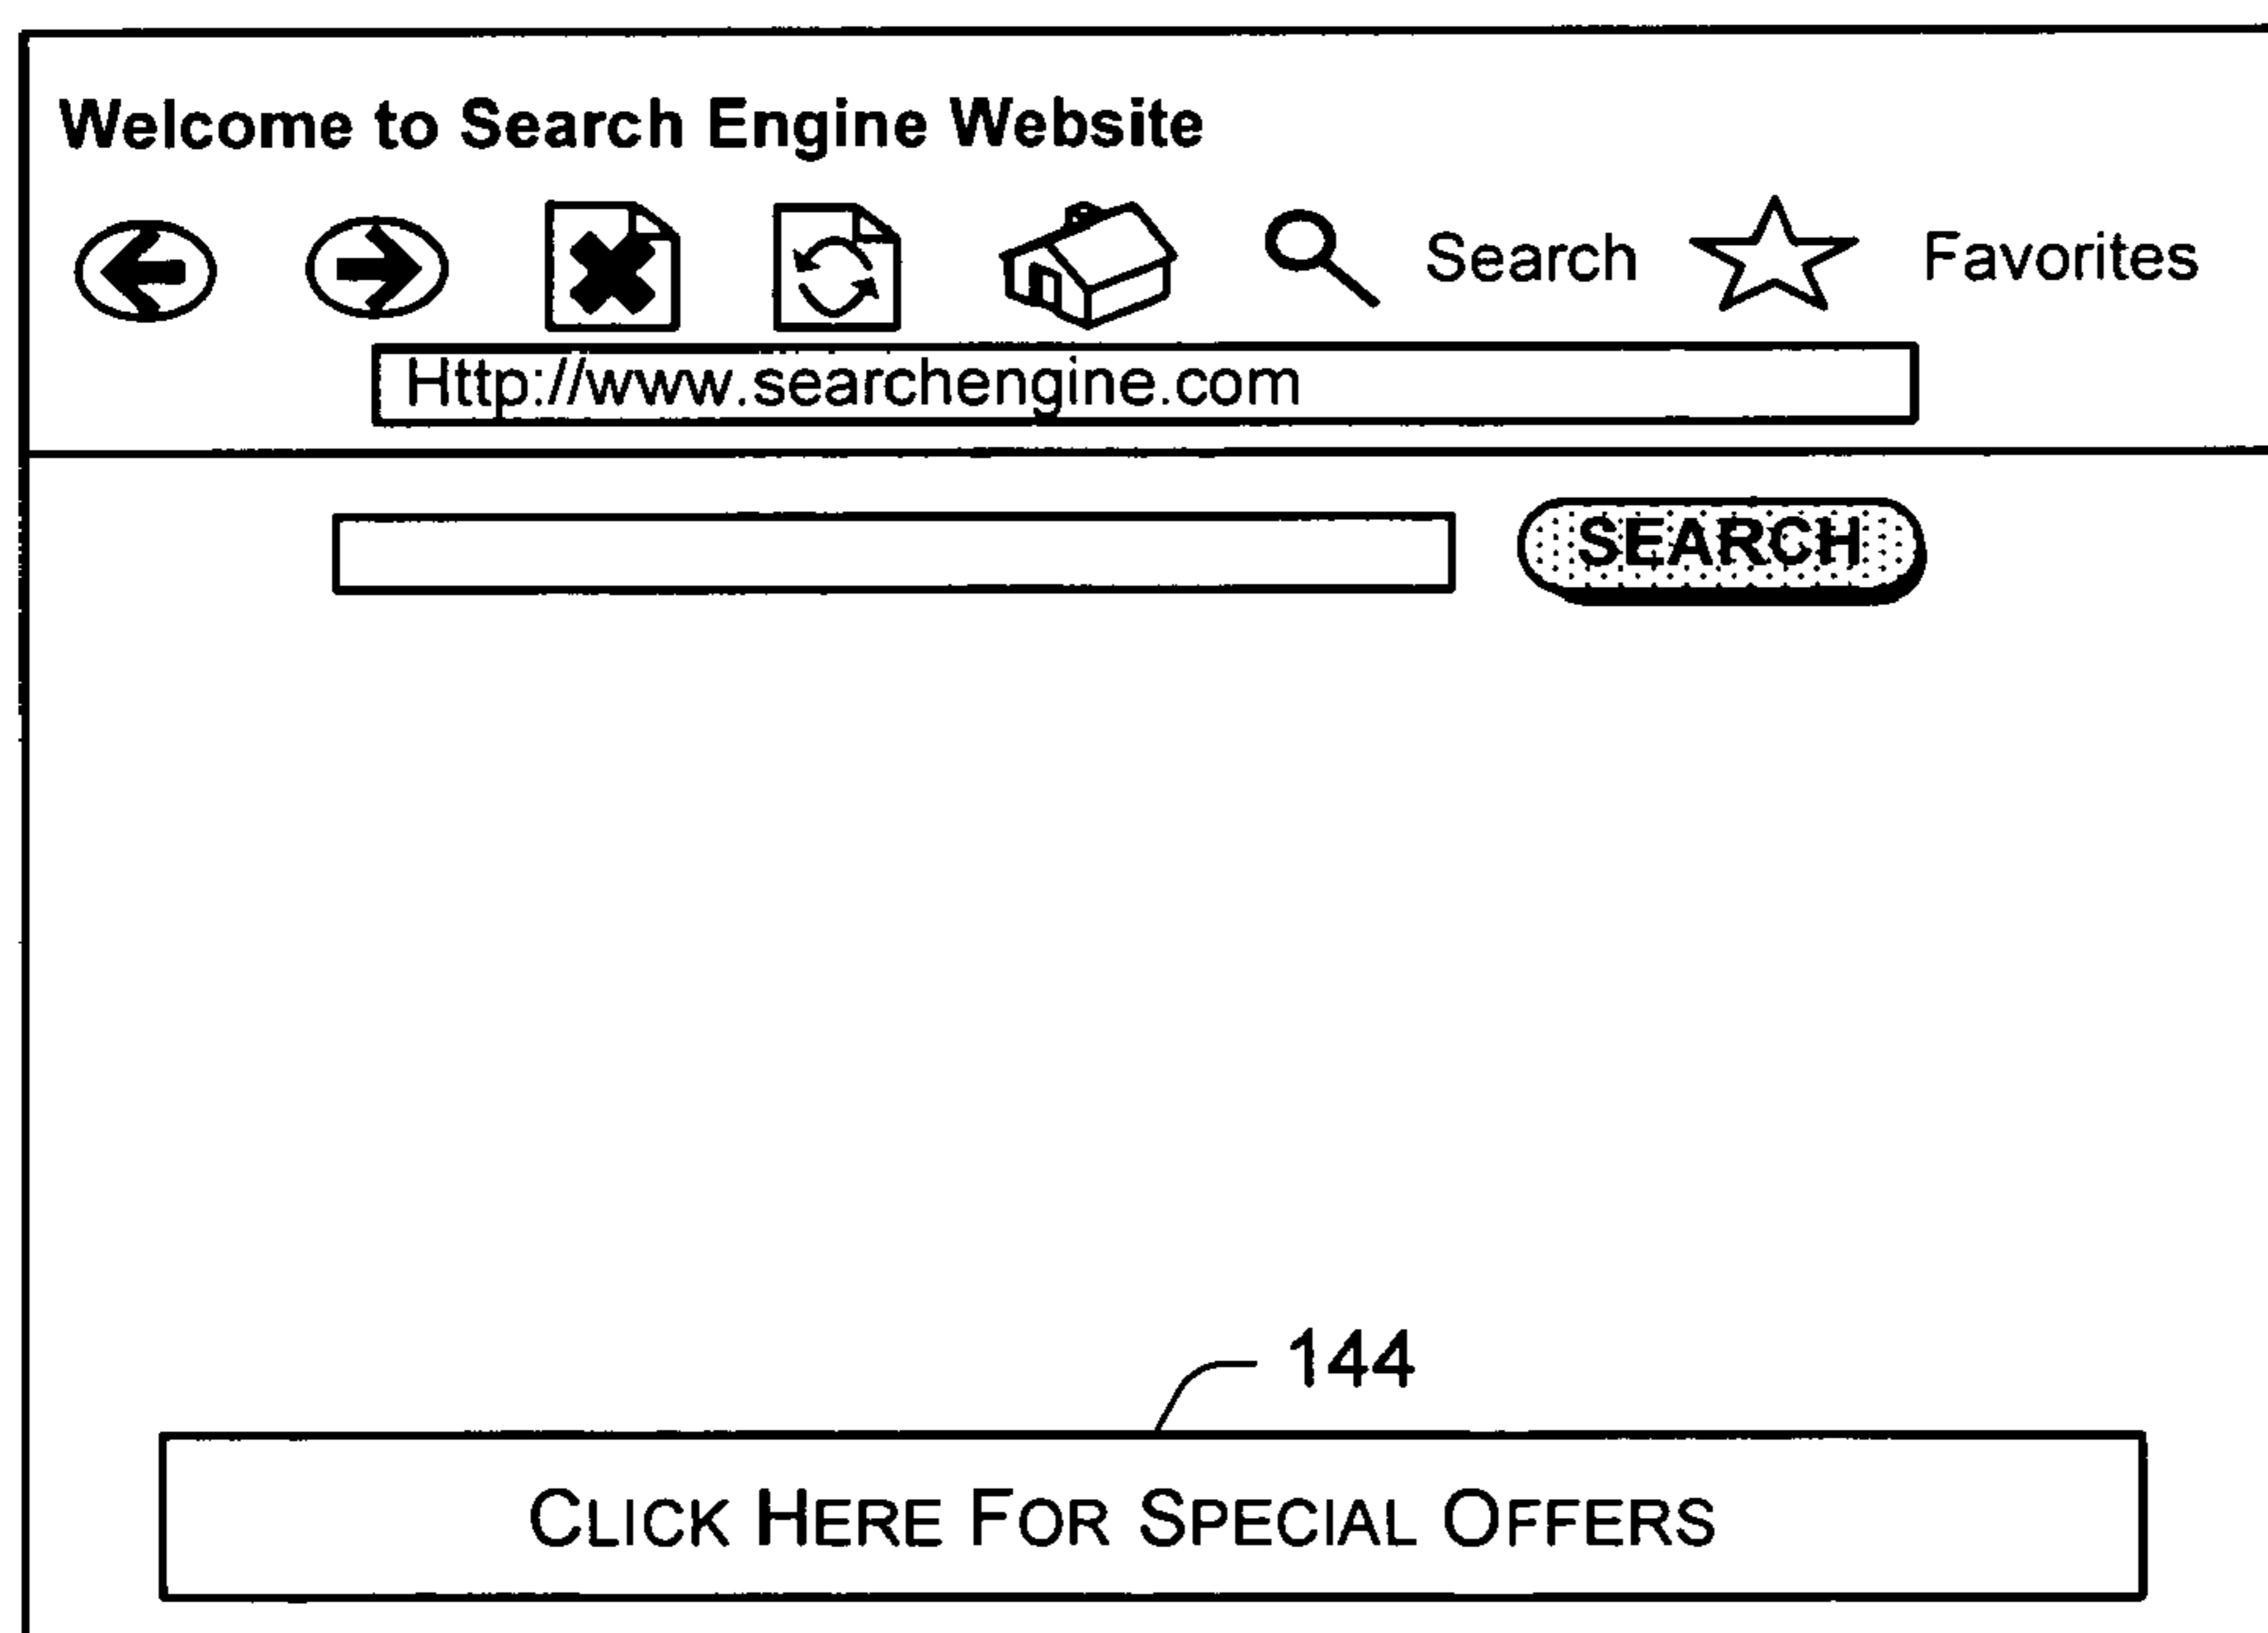 Welcome to Search Engine Website
Search Favorites
Http://www.searchengine.com
SEARCH
144
CLICK HERE FOR SPECIAL OFFERS